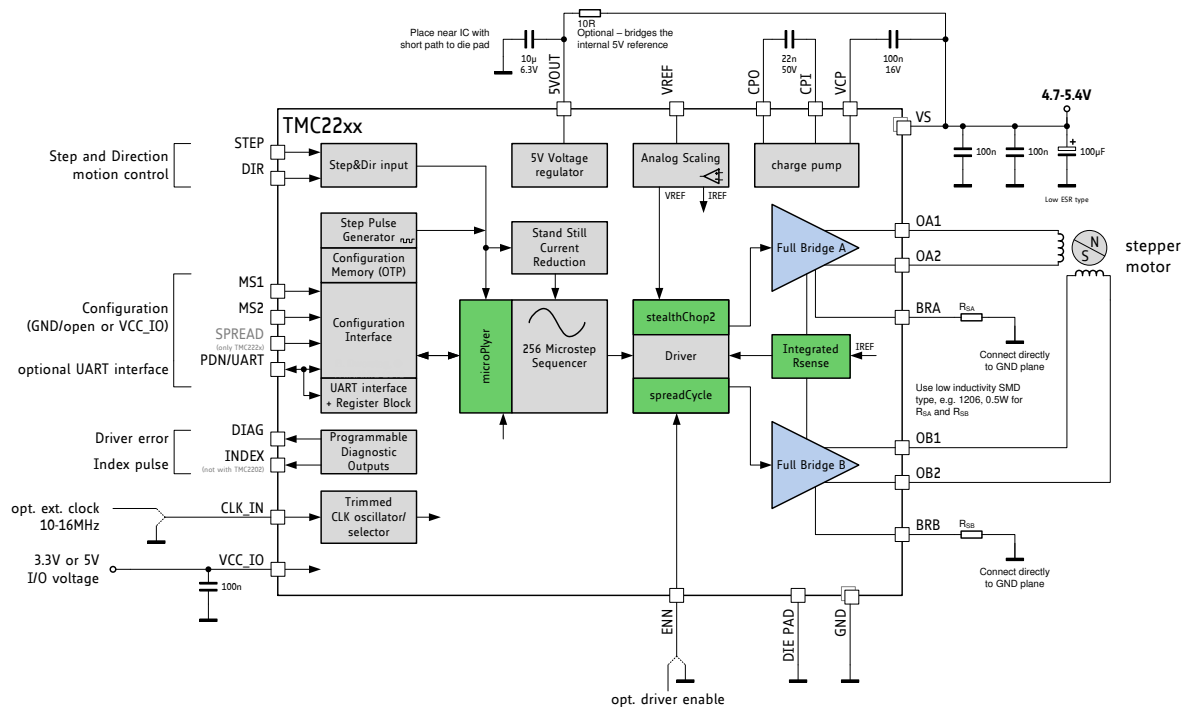 Place near IC with
short path to die pad
10µ
6.3V
10R
Optional – bridges the
internal 5V reference
22n
50V
100n
16V
5VOUT
VREF
CPO
CPI
VCP
4.7-5.4V
VS
+
100n
100n
100µF
Low ESR type
TMC22xx
Step and Direction
motion control
STEP
DIR
Step&Dir input
5V Voltage
regulator
Analog Scaling
VREF
IREF
charge pump
Step Pulse
Generator
Configuration
Memory (OTP)
Stand Still
Current
Reduction
Full Bridge A
OA1
OA2
N
S
stepper
motor
Configuration
(GND/open or VCC_IO)
optional UART interface
MS1
MS2
SPREAD
(only TMC222x)
PDN/UART
Configuration
Interface
UART interface
+ Register Block
microPlyer
256 Microstep
Sequencer
stealthChop2
Driver
spreadCycle
Integrated
Rsense
IREF
BRA
RSA
Connect directly
to GND plane
Use low inductivity SMD
type, e.g. 1206, 0.5W for
RSA and RSB
Driver error
Index pulse
DIAG
INDEX
(not with TMC2202)
Programmable
Diagnostic
Outputs
Full Bridge B
OB1
OB2
opt. ext. clock
10-16MHz
CLK_IN
Trimmed
CLK oscillator/
selector
BRB
RSB
Connect directly
to GND plane
3.3V or 5V
I/O voltage
VCC_IO
100n
ENN
DIE PAD
GND
opt. driver enable